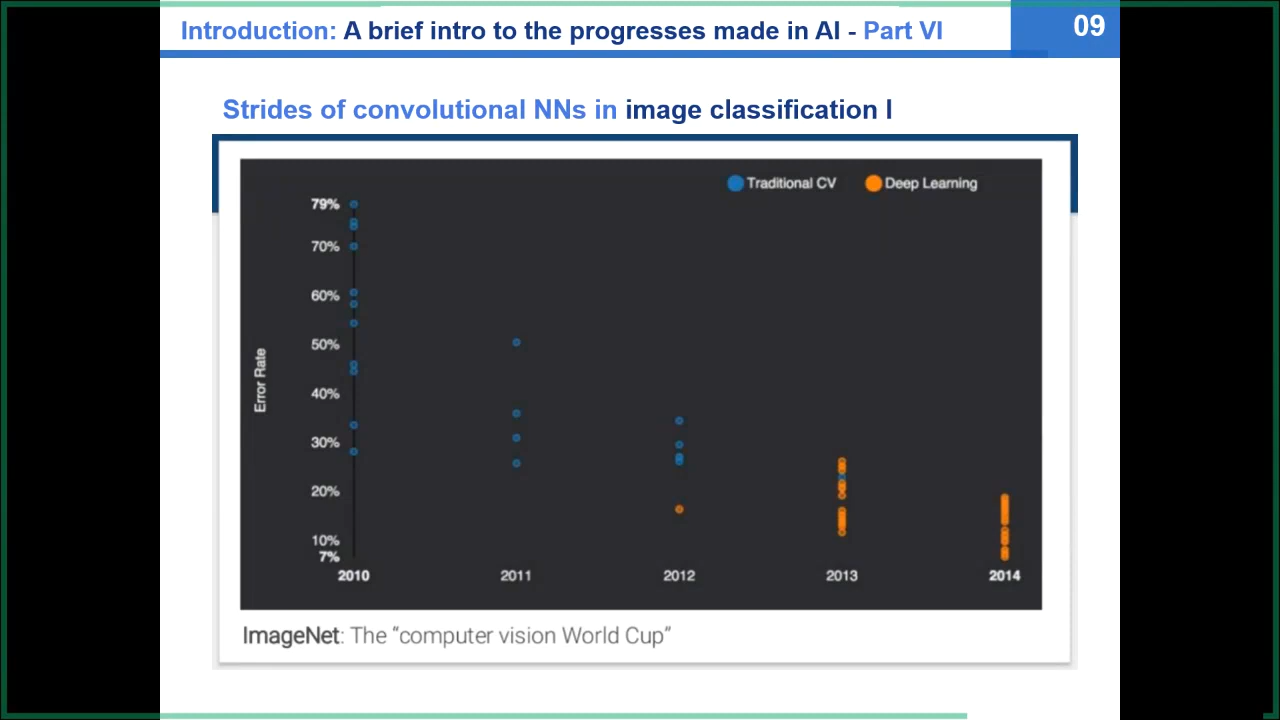 Introduction: A brief intro to the progresses made in AI - Part VI
09
Strides of convolutional NNs in image classification I
Traditional CV
Deep Learning
79%
70%
60%
50%
40%
30%
20%
10%
7%
Error Rate
2010
2011
2012
2013
2014
ImageNet: The “computer vision World Cup”